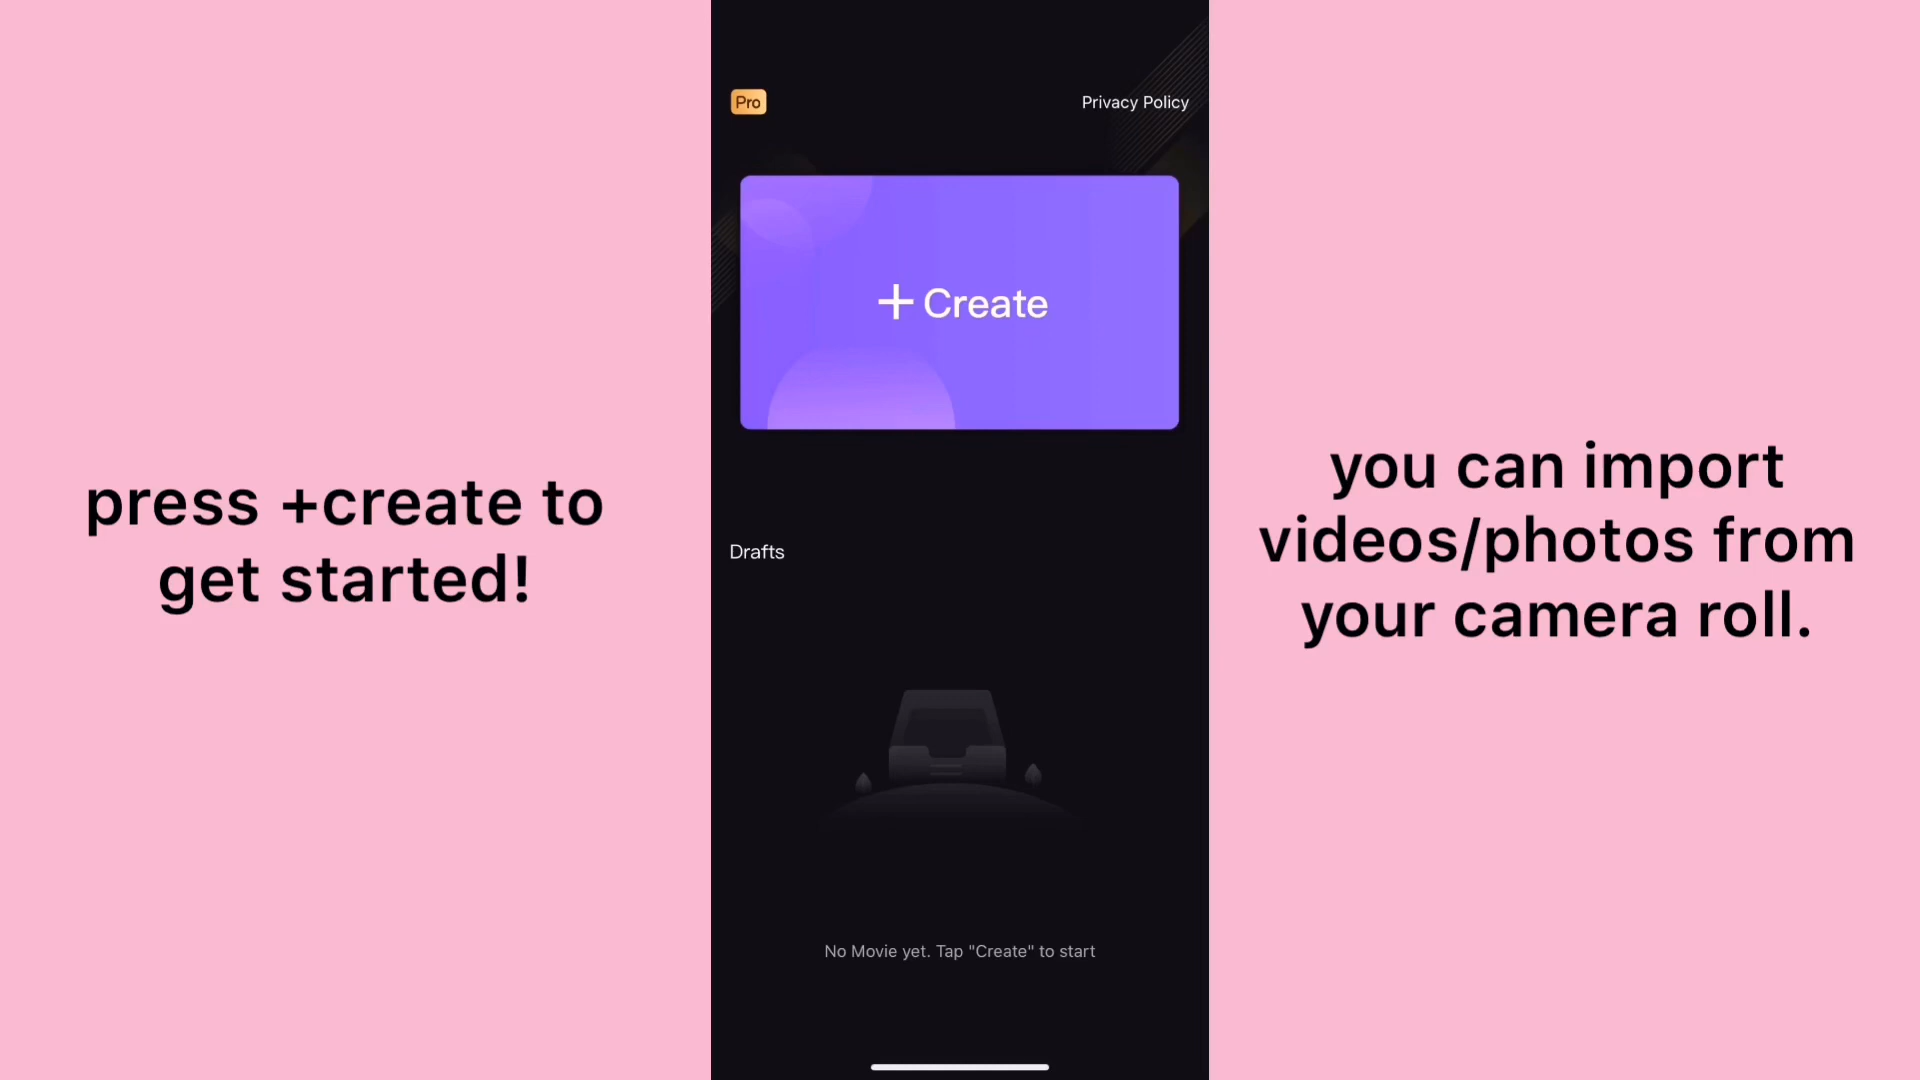 press +create to
get started!
Pro
Privacy Policy
+ Create
Drafts
No Movie yet. Tap "Create" to start
you can import
videos/photos from
your camera roll.